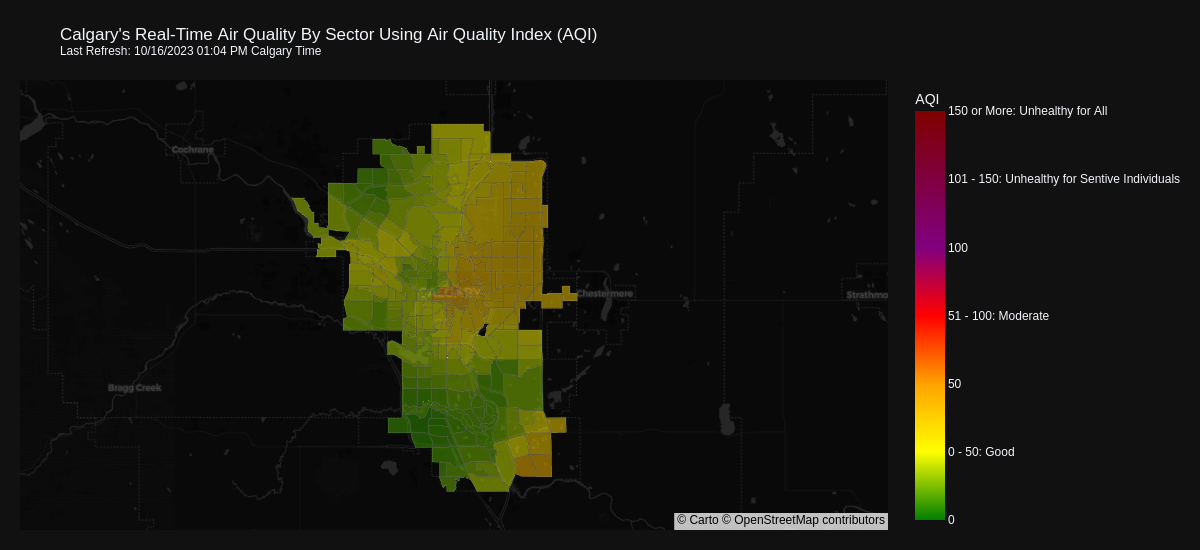 Calgary's Real-Time Air Quality By Sector Using Air Quality Index (AQI)
Last Refresh: 10/16/2023 01:04 PM Calgary Time
AQI
150 or More: Unhealthy for All
Cochrane
101 - 150: Unhealthy for Sentive Individuals
100
CALGARY
Chestermere
Strathmo
51 - 100: Moderate
50
Bragg Creek
0 - 50: Good
0
© Carto © OpenStreetMap contributors